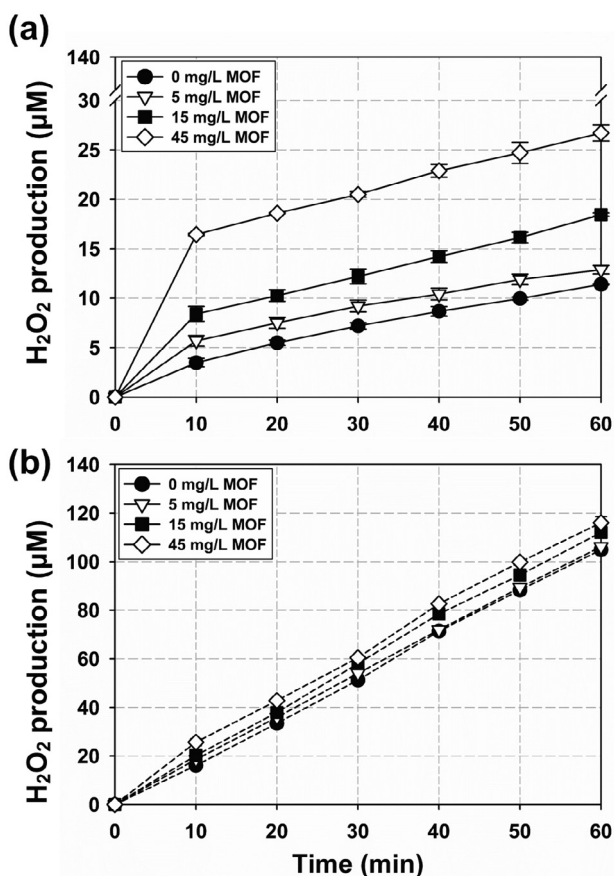 (a)
H₂O₂ production (µM)
140
30
25
20
15
10
5
0
0 mg/L MOF
5 mg/L MOF
15 mg/L MOF
45 mg/L MOF
0 10 20 30 40 50 60
(b)
H₂O₂ production (µM)
140
120
100
80
60
40
20
0
0 mg/L MOF
5 mg/L MOF
15 mg/L MOF
45 mg/L MOF
0 10 20 30 40 50 60
Time (min)